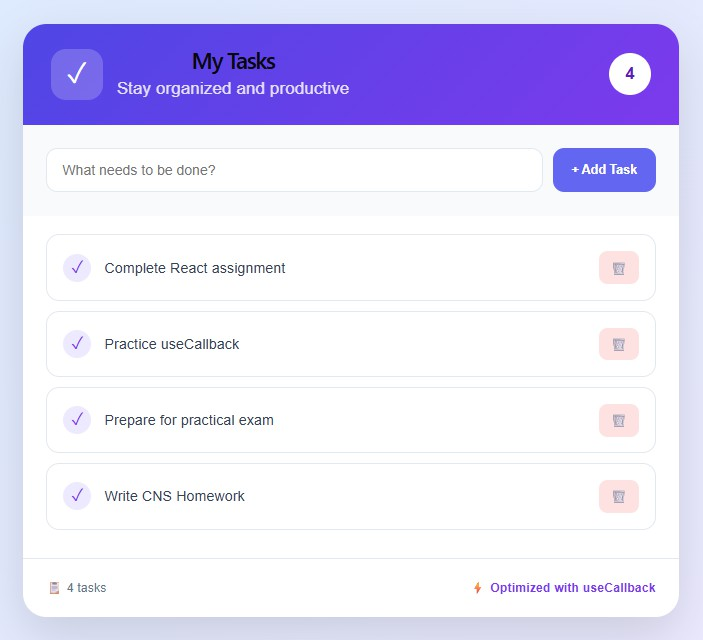 ✓
My Tasks
Stay organized and productive
4
What needs to be done?
+ Add Task
✓ Complete React assignment
✓ Practice useCallback
✓ Prepare for practical exam
✓ Write CNS Homework
📋 4 tasks
⚡ Optimized with useCallback